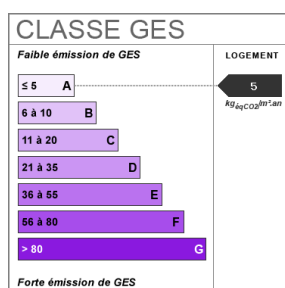 CLASSE GES
Faible émission de GES
LOGEMENT
≤ 5 A
5
kgéqCO2/m².an
6 à 10 B
11 à 20 C
21 à 35 D
36 à 55 E
56 à 80 F
> 80 G
Forte émission de GES